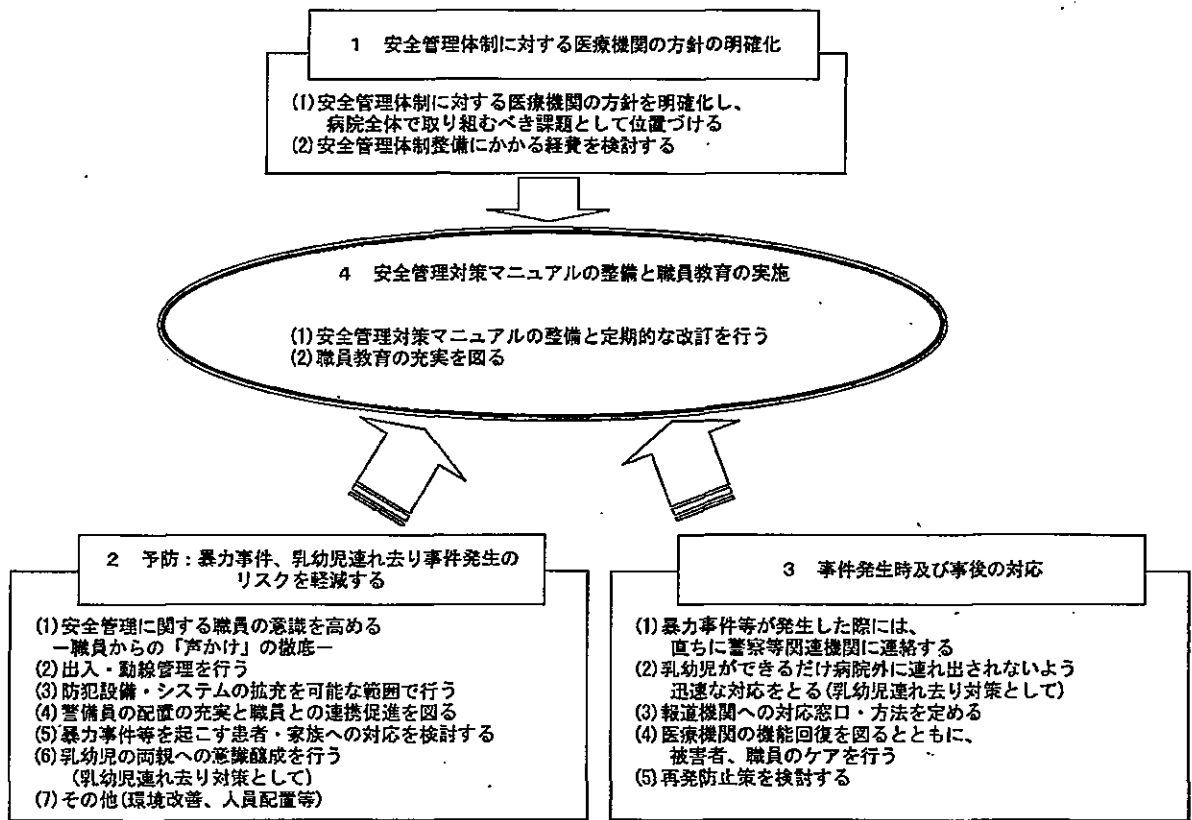 1 安全管理体制に対する医療機関の方針の明確化
(1)安全管理体制に対する医療機関の方針を明確化し、
病院全体で取り組むべき課題として位置づける
(2)安全管理体制整備にかかる経費を検討する
4 安全管理対策マニュアルの整備と職員教育の実施
(1)安全管理対策マニュアルの整備と定期的な改訂を行う
(2)職員教育の充実を図る
2 予防：暴力事件、乳幼児連れ去り事件発生の
リスクを軽減する
(1)安全管理に関する職員の意識を高める
－職員からの「声かけ」の徹底－
(2)出入・動線管理を行う
(3)防犯設備・システムの拡充を可能な範囲で行う
(4)警備員の配置の充実と職員との連携促進を図る
(5)暴力事件等を起こす患者・家族への対応を検討する
(6)乳幼児の両親への意識醸成を行う
(乳幼児連れ去り対策として)
(7)その他(環境改善、人員配置等)
3 事件発生時及び事後の対応
(1)暴力事件等が発生した際には、
直ちに警察等関連機関に連絡する
(2)乳幼児ができるだけ病院外に連れ出されないよう
迅速な対応をとる(乳幼児連れ去り対策として)
(3)報道機関への対応窓口・方法を定める
(4)医療機関の機能回復を図るとともに、
被害者、職員のケアを行う
(5)再発防止策を検討する